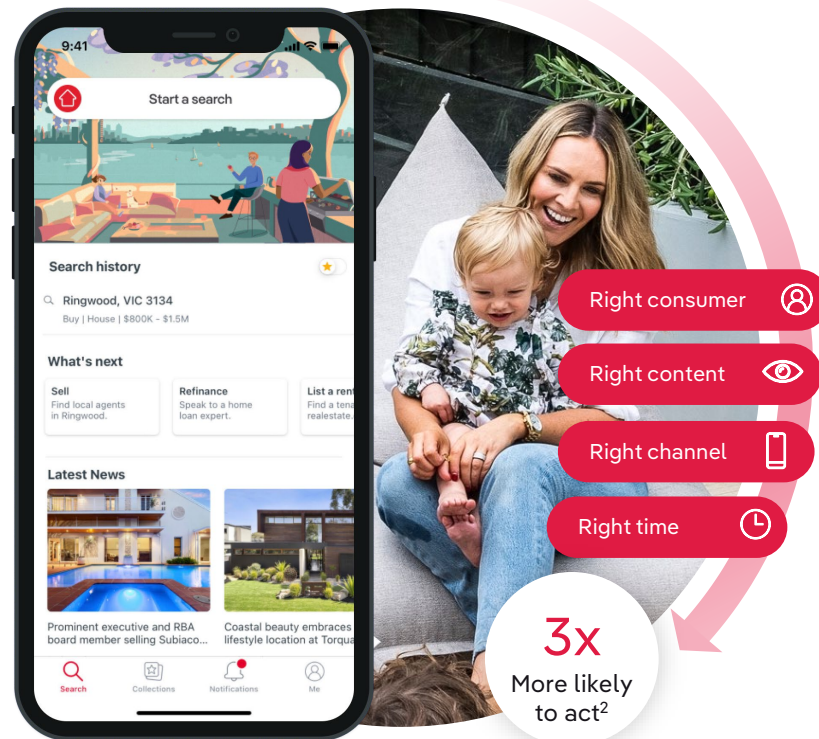 9:41
Start a search
Search history
Ringwood, VIC 3134
Buy | House | $800K - $1.5M
What's next
Sell
Find local agents
in Ringwood.
Refinance
Speak to a home
loan expert.
List a rent
Find a tena
realestate.
Latest News
Prominent executive and RBA
board member selling Subiaco...
Coastal beauty embraces
lifestyle location at Torqua
Search
Collections
Notifications
Me
Right consumer
Right content
Right channel
Right time
3x
More likely
to act²